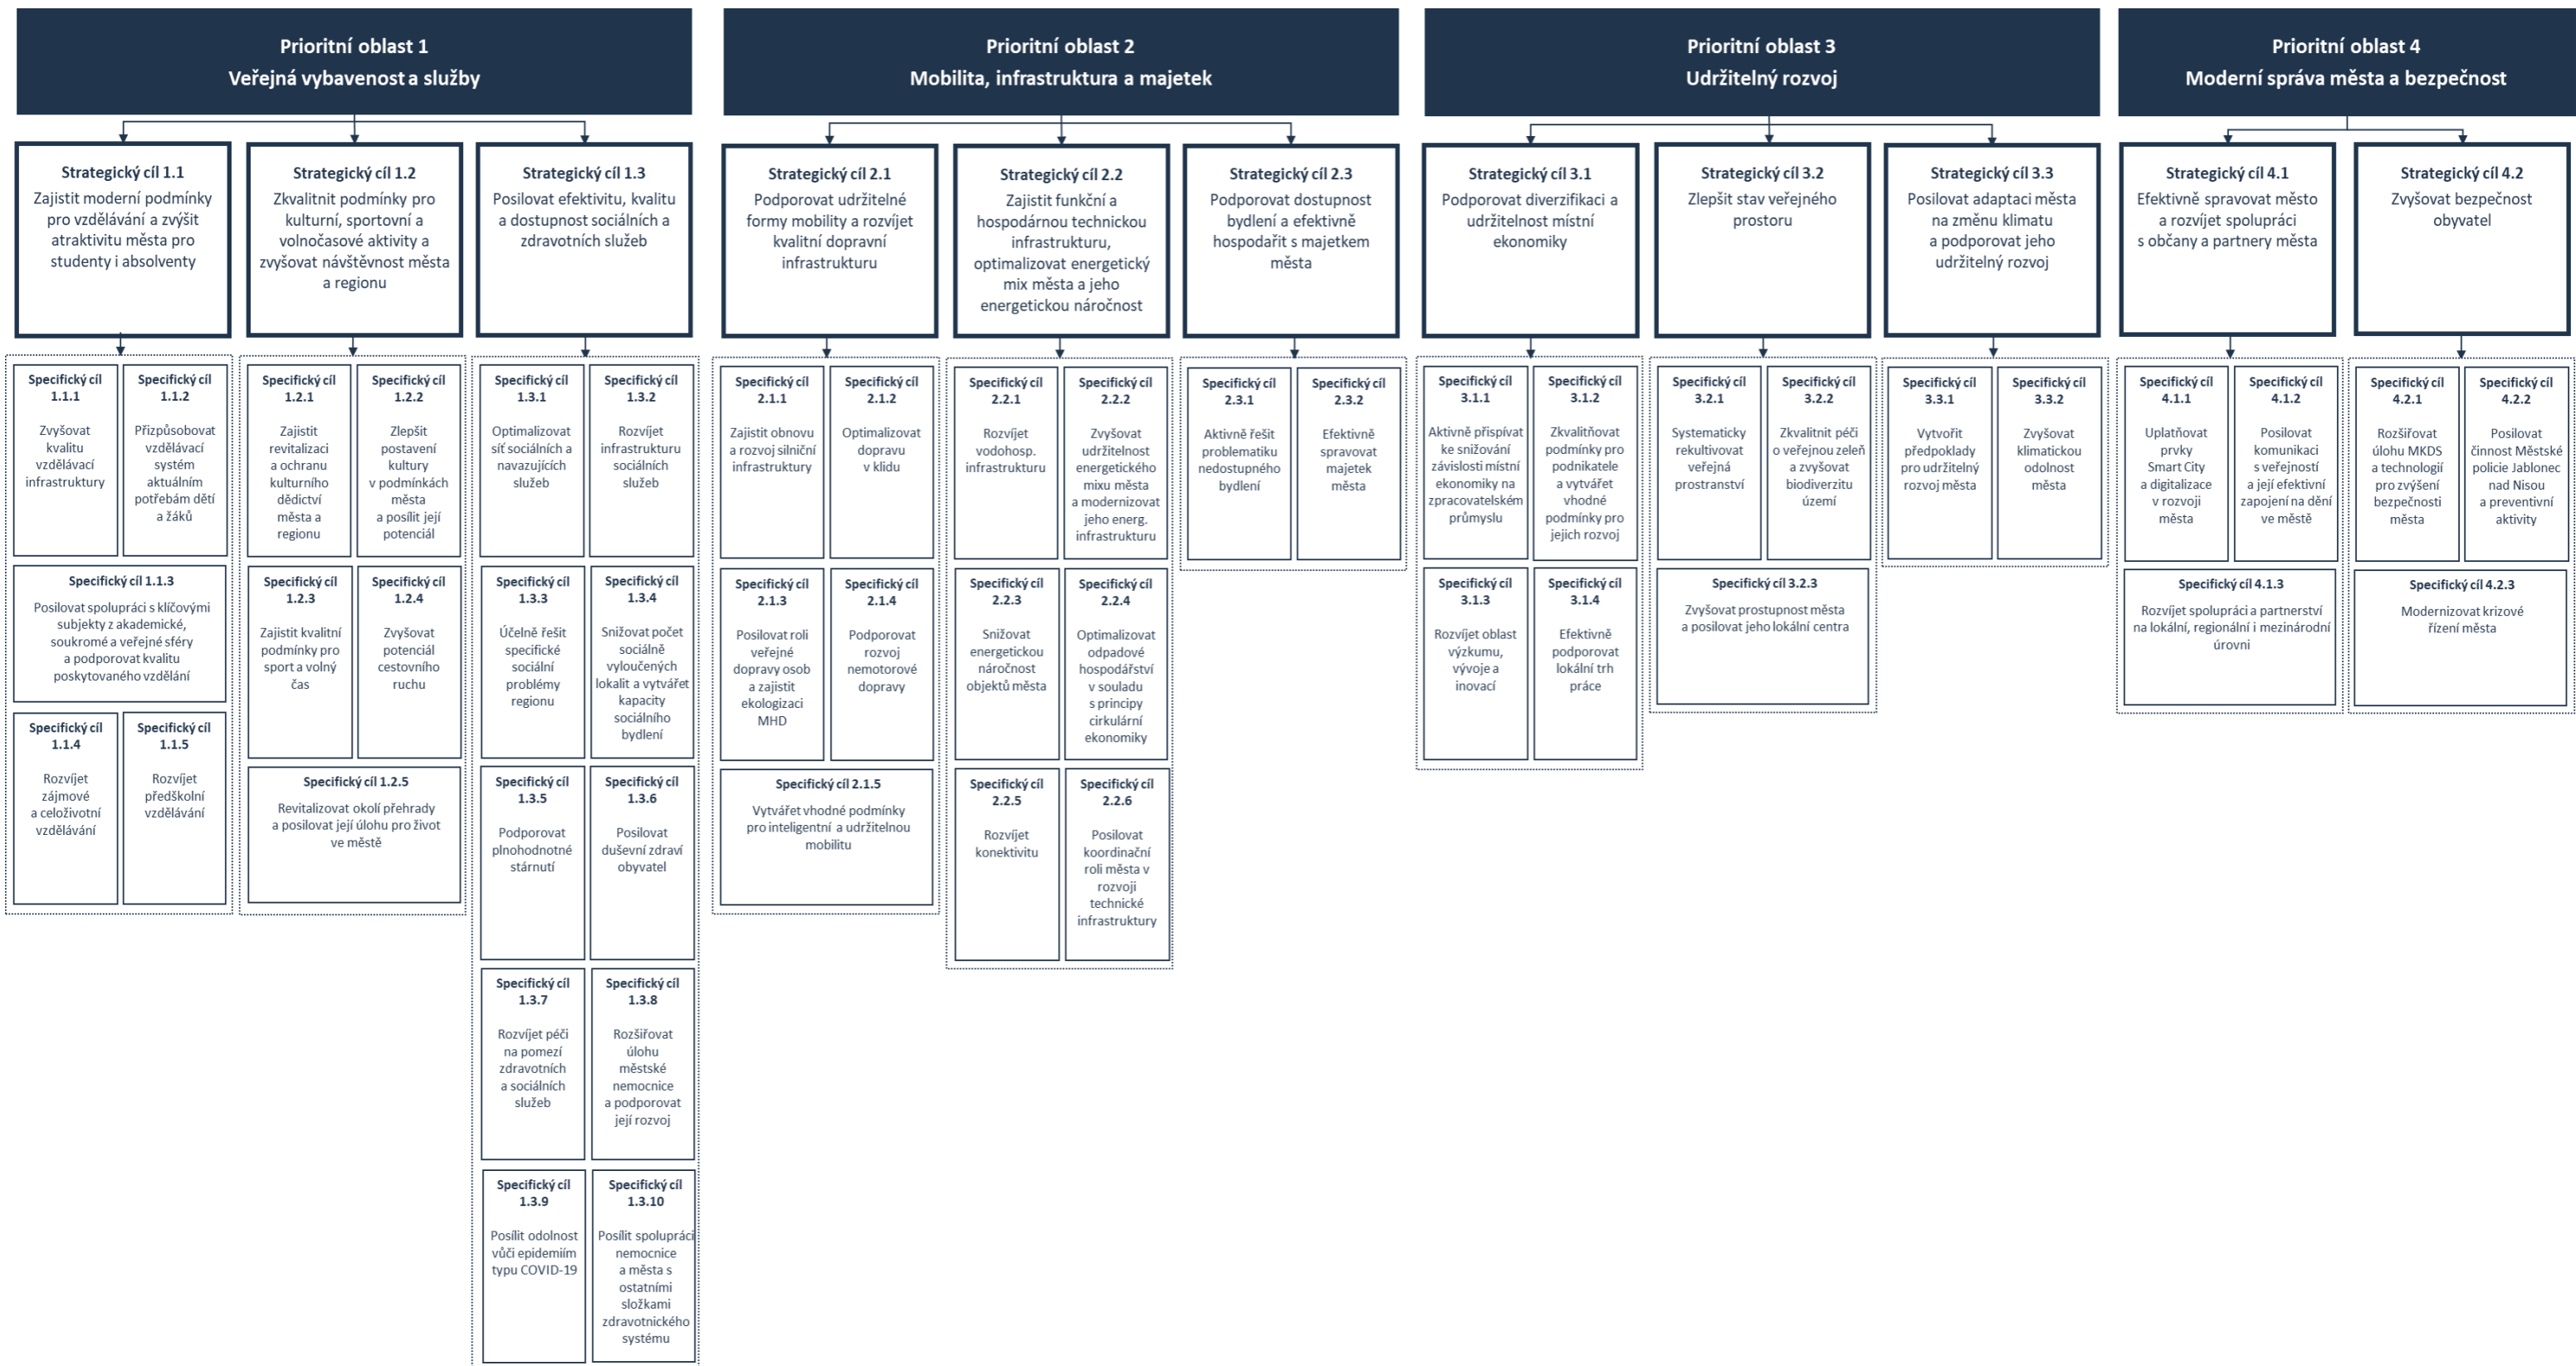 Prioritní oblast 1
Veřejná vybavenost a služby
Strategický cíl 1.1
Zajistit moderní podmínky
pro vzdělávání a zvýšit
atraktivitu města pro
studenty i absolventy
Specifický cíl
1.1.1
Zvyšovat
kvalitu
vzdělávací
infrastruktury
Specifický cíl
1.1.2
Přizpůsobovat
vzdělávací
systém
aktuálním
potřebám dětí
a žáků
Specifický cíl 1.1.3
Posilovat spolupráci s klíčovými
subjekty z akademické,
soukromé a veřejné sféry
a podporovat kvalitu
poskytovaného vzdělání
Specifický cíl
1.1.4
Rozvíjet
zájmové
a celoživotní
vzdělávání
Specifický cíl
1.1.5
Rozvíjet
předškolní
vzdělávání
Strategický cíl 1.2
Zkvalitnit podmínky pro
kulturní, sportovní a
volnočasové aktivity a
zvyšovat návštěvnost města
a regionu
Specifický cíl
1.2.1
Zajistit
revitalizaci
a ochranu
kulturního
dědictví
města a
regionu
Specifický cíl
1.2.2
Zlepšit
postavení
kultury
v podmínkách
města
a posílit její
potenciál
Specifický cíl
1.2.3
Zajistit kvalitní
podmínky pro
sport a volný
čas
Specifický cíl
1.2.4
Zvyšovat
potenciál
cestovního
ruchu
Specifický cíl 1.2.5
Revitalizovat okolí přehrady
a posilovat její úlohu pro život
ve městě
Strategický cíl 1.3
Posilovat efektivitu, kvalitu
a dostupnost sociálních a
zdravotních služeb
Specifický cíl
1.3.1
Optimalizovat
síť sociálních a
navazujících
služeb
Specifický cíl
1.3.2
Rozvíjet
infrastrukturu
sociálních
služeb
Specifický cíl
1.3.3
Účelně řešit
specifické
sociální
problémy
regionu
Specifický cíl
1.3.4
Snižovat počet
sociálně
vyloučených
lokalit a vytvářet
kapacity
sociálního
bydlení
Specifický cíl
1.3.5
Podporovat
plnohodnotné
stárnutí
Specifický cíl
1.3.6
Posilovat
duševní zdraví
obyvatel
Specifický cíl
1.3.7
Rozvíjet péči
na pomezí
zdravotních
a sociálních
služeb
Specifický cíl
1.3.8
Rozšiřovat
úlohu
městské
nemocnice
a podporovat
její rozvoj
Specifický cíl
1.3.9
Posílit odolnost
vůči epidemiím
typu COVID-19
Specifický cíl
1.3.10
Posílit spolupráci
nemocnice
a města s
ostatními
složkami
zdravotnického
systému
Prioritní oblast 2
Mobilita, infrastruktura a majetek
Strategický cíl 2.1
Podporovat udržitelné
formy mobility a rozvíjet
kvalitní dopravní
infrastrukturu
Specifický cíl
2.1.1
Zajistit obnovu
a rozvoj silniční
infrastruktury
Specifický cíl
2.1.2
Optimalizovat
dopravu
v klidu
Specifický cíl
2.1.3
Posilovat roli
veřejné
dopravy osob
a zajistit
ekologizaci
MHD
Specifický cíl
2.1.4
Podporovat
rozvoj
nemotorové
dopravy
Specifický cíl 2.1.5
Vytvářet vhodné podmínky
pro inteligentní a udržitelnou
mobilitu
Strategický cíl 2.2
Zajistit funkční a
hospodárnou technickou
infrastrukturu,
optimalizovat energetický
mix města a jeho
energetickou náročnost
Specifický cíl
2.2.1
Rozvíjet
vodohosp.
infrastrukturu
Specifický cíl
2.2.2
Zvyšovat
udržitelnost
energetického
mixu města
a modernizovat
jeho energ.
infrastrukturu
Specifický cíl
2.2.3
Snižovat
energetickou
náročnost
objektů města
Specifický cíl
2.2.4
Optimalizovat
odpadové
hospodářství
v souladu
s principy
cirkulární
ekonomiky
Specifický cíl
2.2.5
Rozvíjet
konektivitu
Specifický cíl
2.2.6
Posilovat
koordinační
roli města v
rozvoji
technické
infrastruktury
Strategický cíl 2.3
Podporovat dostupnost
bydlení a efektivně
hospodařit s majetkem
města
Specifický cíl
2.3.1
Aktivně řešit
problematiku
nedostupného
bydlení
Specifický cíl
2.3.2
Efektivně
spravovat
majetek
města
Prioritní oblast 3
Udržitelný rozvoj
Strategický cíl 3.1
Podporovat diverzifikaci a
udržitelnost místní
ekonomiky
Specifický cíl
3.1.1
Aktivně přispívat
ke snižování
závislosti místní
ekonomiky na
zpracovatelském
průmyslu
Specifický cíl
3.1.2
Zkvalitňovat
podmínky pro
podnikatele
a vytvářet
vhodné
podmínky pro
jejich rozvoj
Specifický cíl
3.1.3
Rozvíjet oblast
výzkumu,
vývoje a
inovací
Specifický cíl
3.1.4
Efektivně
podporovat
lokální trh
práce
Strategický cíl 3.2
Zlepšit stav veřejného
prostoru
Specifický cíl
3.2.1
Systematicky
rekultivovat
veřejná
prostranství
Specifický cíl
3.2.2
Zkvalitnit péči
o veřejnou zeleň
a zvyšovat
biodiverzitu
území
Specifický cíl 3.2.3
Zvyšovat prostupnost města
a posilovat jeho lokální centra
Strategický cíl 3.3
Posilovat adaptaci města
na změnu klimatu
a podporovat jeho
udržitelný rozvoj
Specifický cíl
3.3.1
Vytvořit
předpoklady
pro udržitelný
rozvoj města
Specifický cíl
3.3.2
Zvyšovat
klimatickou
odolnost
města
Prioritní oblast 4
Moderní správa města a bezpečnost
Strategický cíl 4.1
Efektivně spravovat město
a rozvíjet spolupráci
s občany a partnery města
Specifický cíl
4.1.1
Uplatňovat
prvky
Smart City
a digitalizace
v rozvoji
města
Specifický cíl
4.1.2
Posilovat
komunikaci
s veřejností
a její efektivní
zapojení na dění
ve městě
Specifický cíl 4.1.3
Rozvíjet spolupráci a partnerství
na lokální, regionální i mezinárodní
úrovni
Strategický cíl 4.2
Zvyšovat bezpečnost
obyvatel
Specifický cíl
4.2.1
Rozšiřovat
úlohu MKDS
a technologií
pro zvýšení
bezpečnosti
města
Specifický cíl
4.2.2
Posilovat
činnost Městské
policie Jablonec
nad Nisou
a preventivní
aktivity
Specifický cíl 4.2.3
Modernizovat krizové
řízení města